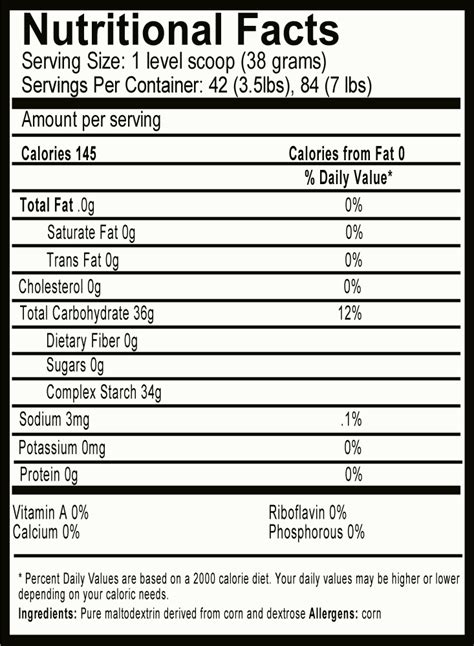 Nutritional Facts
Serving Size: 1 level scoop (38 grams)
Servings Per Container: 42 (3.5lbs), 84 (7 lbs)
Amount per serving
Calories 145 Calories from Fat 0
% Daily Value*
Total Fat .0g 0%
Saturate Fat 0g 0%
Trans Fat 0g 0%
Cholesterol 0g 0%
Total Carbohydrate 36g 12%
Dietary Fiber 0g
Sugars 0g
Complex Starch 34g
Sodium 3mg .1%
Potassium 0mg 0%
Protein 0g 0%
Vitamin A 0% Riboflavin 0%
Calcium 0% Phosphorous 0%
* Percent Daily Values are based on a 2000 calorie diet. Your daily values may be higher or lower
depending on your caloric needs.
Ingredients: Pure maltodextrin derived from corn and dextrose Allergens: corn